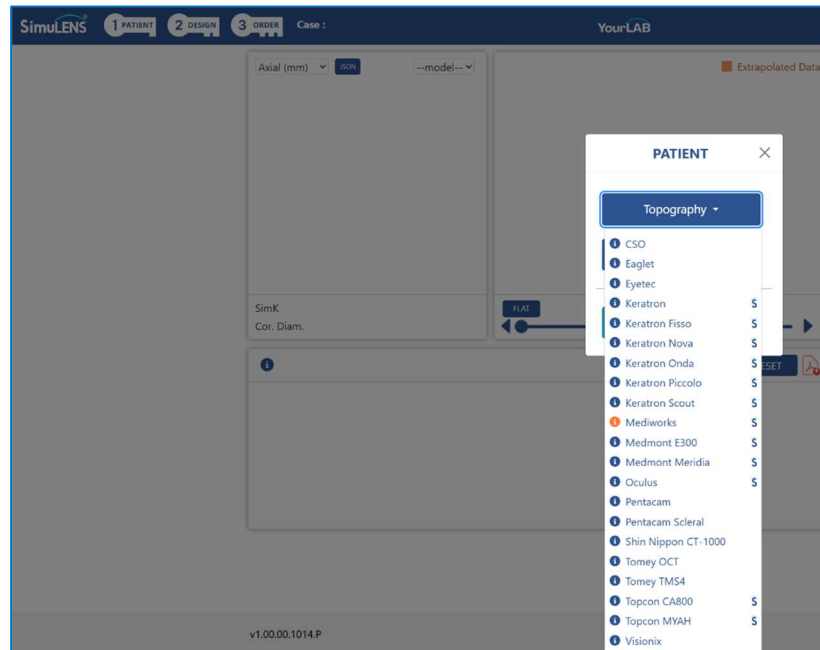 SimuLENS 1 PATIENT 2 DESIGN 3 ORDER Case : YourLAB
Axial (mm) JSON --model--
Extrapolated Data
PATIENT
Topography
CSO
Eaglet
Eyetec
Keratron S
Keratron Fisso S
Keratron Nova S
Keratron Onda S
Keratron Piccolo S
Keratron Scout S
Mediworks S
Medmont E300 S
Medmont Meridia S
Oculus S
Pentacam
Pentacam Scleral
Shin Nippon CT-1000
Tomey OCT
Tomey TMS4
Topcon CA800 S
Topcon MYAH S
Visionix
SimK
Cor. Diam.
FLAT
v1.00.00.1014.P